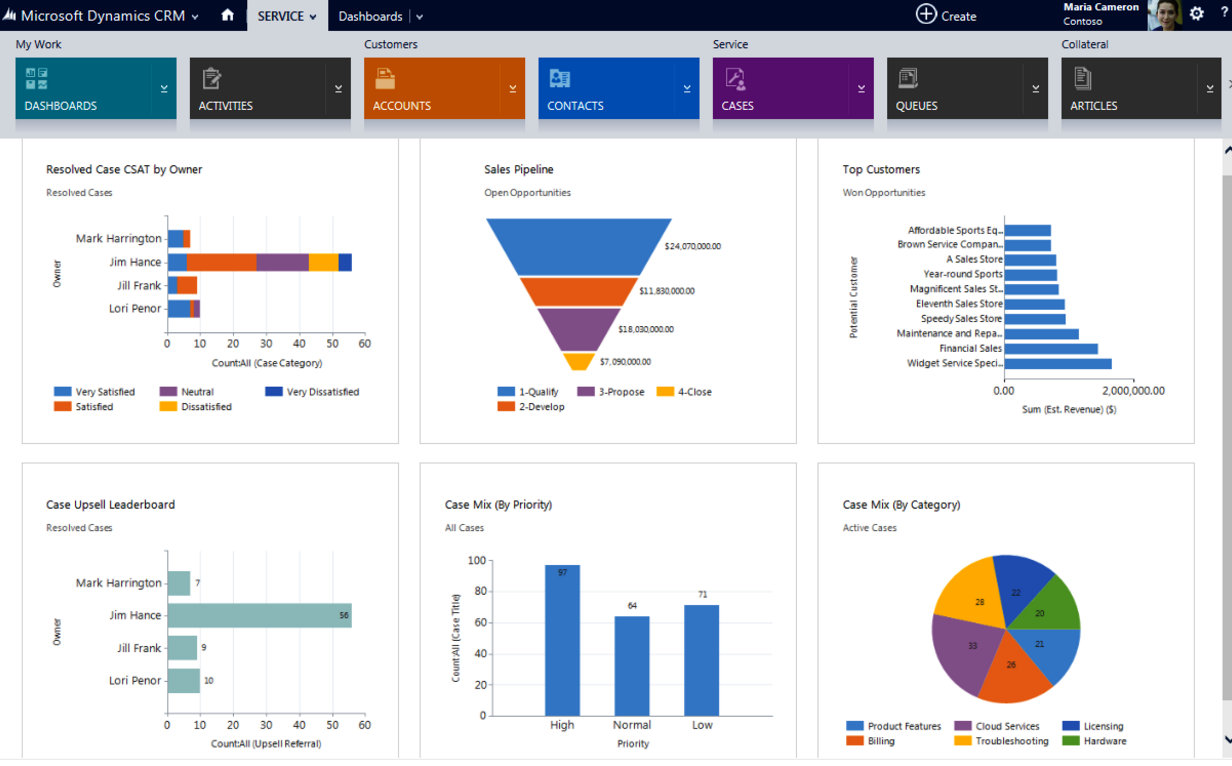 Microsoft Dynamics CRM
SERVICE
Dashboards
Create
Maria Cameron
Contoso
?
My Work
Customers
Service
Collateral
DASHBOARDS
ACTIVITIES
ACCOUNTS
CONTACTS
CASES
QUEUES
ARTICLES
Resolved Case CSAT by Owner
Resolved Cases
Owner
Mark Harrington
Jim Hance
Jill Frank
Lori Penor
0 10 20 30 40 50 60
Count:All (Case Category)
Very Satisfied Neutral Very Dissatisfied
Satisfied Dissatisfied
Sales Pipeline
Open Opportunities
$24,070,000.00
$11,830,000.00
$18,030,000.00
$7,090,000.00
1-Qualify 3-Propose 4-Close
2-Develop
Top Customers
Won Opportunities
Potential Customer
Affordable Sports Eq...
Brown Service Compan...
A Sales Store
Year-round Sports
Magnificent Sales St...
Eleventh Sales Store
Speedy Sales Store
Maintenance and Repa...
Financial Sales
Widget Service Speci...
0.00 2,000,000.00
Sum (Est. Revenue) ($)
Case Upsell Leaderboard
Resolved Cases
Owner
Mark Harrington 7
Jim Hance 56
Jill Frank 9
Lori Penor 10
0 10 20 30 40 50 60
Count:All (Upsell Referral)
Case Mix (By Priority)
All Cases
Count:All (Case Title)
100
80
60
40
20
0
97
64
71
High Normal Low
Priority
Case Mix (By Category)
Active Cases
22
28
20
33
21
26
Product Features Cloud Services Licensing
Billing Troubleshooting Hardware